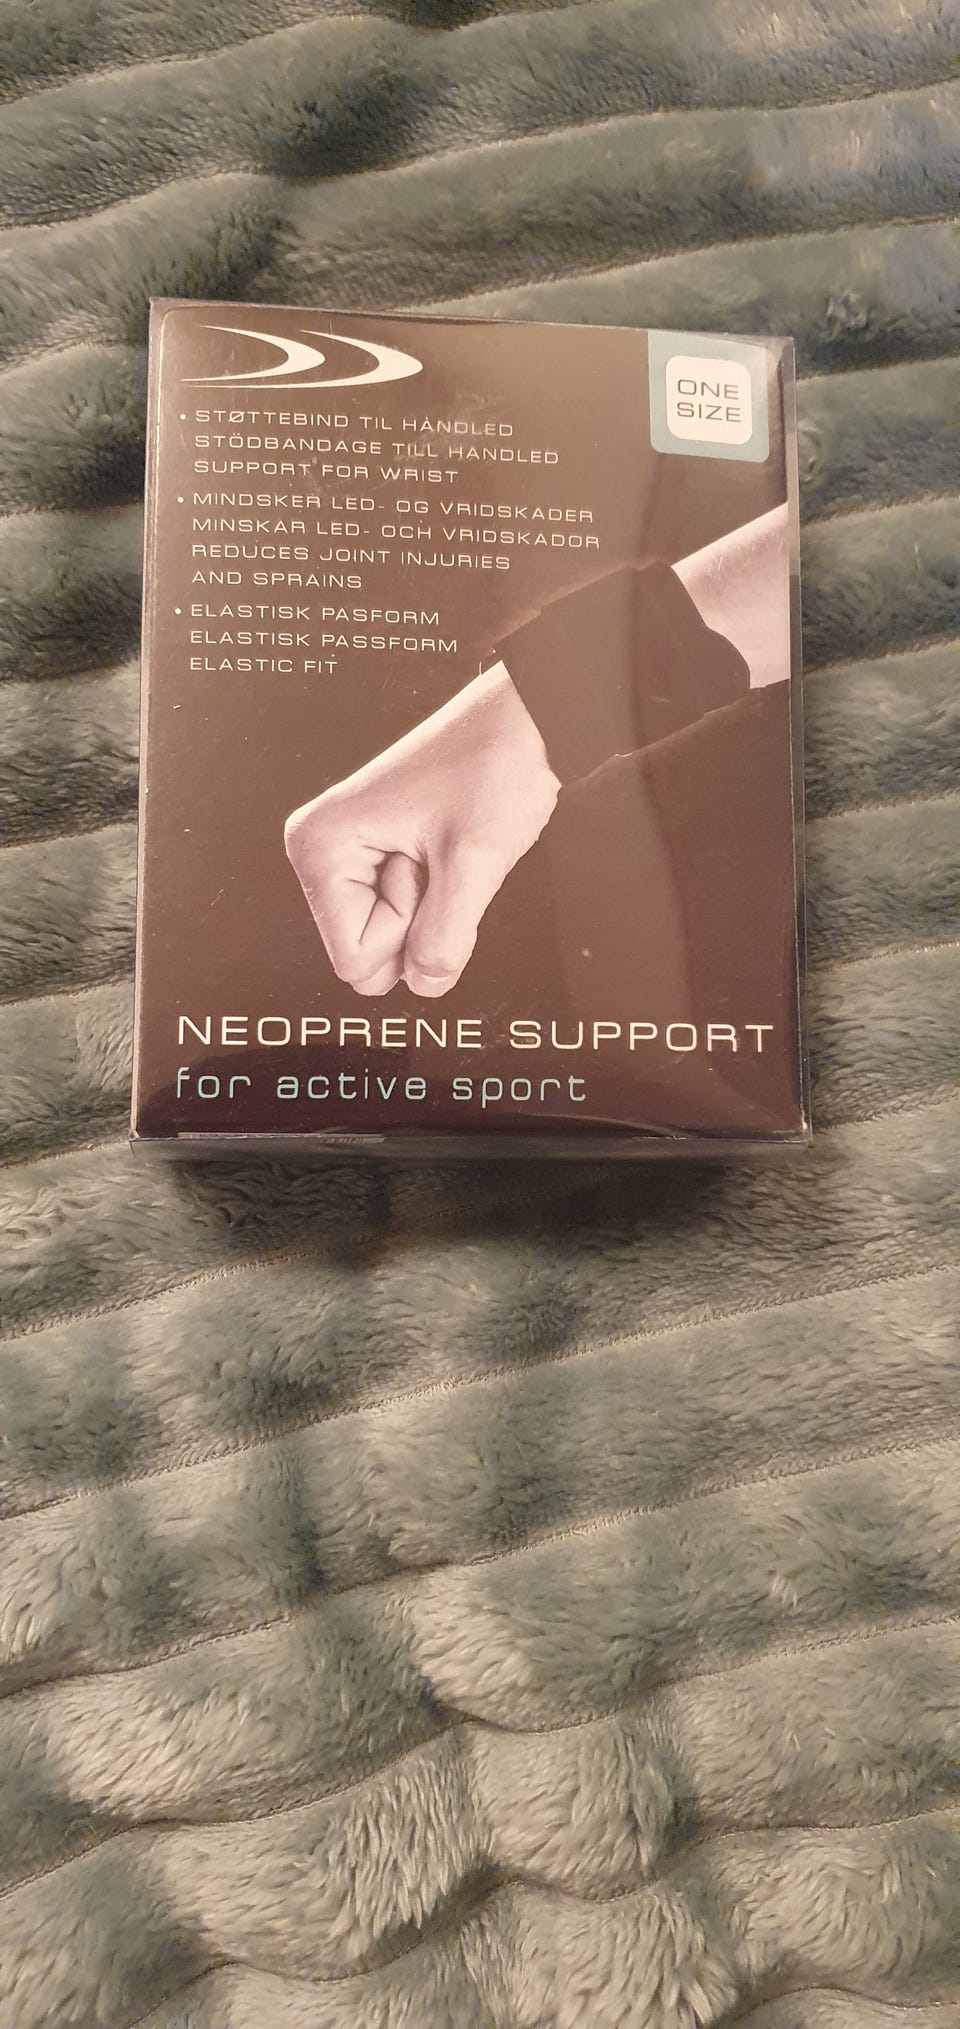 ONE
SIZE
• STØTTEBIND TIL HÅNDLED
STÖDBANDAGE TILL HANDLED
SUPPORT FOR WRIST
• MINDSKER LED- OG VRIDSKADER
MINSKAR LED- OCH VRIDSKADOR
REDUCES JOINT INJURIES
AND SPRAINS
• ELASTISK PASFORM
ELASTISK PASSFORM
ELASTIC FIT
NEOPRENE SUPPORT
for active sport